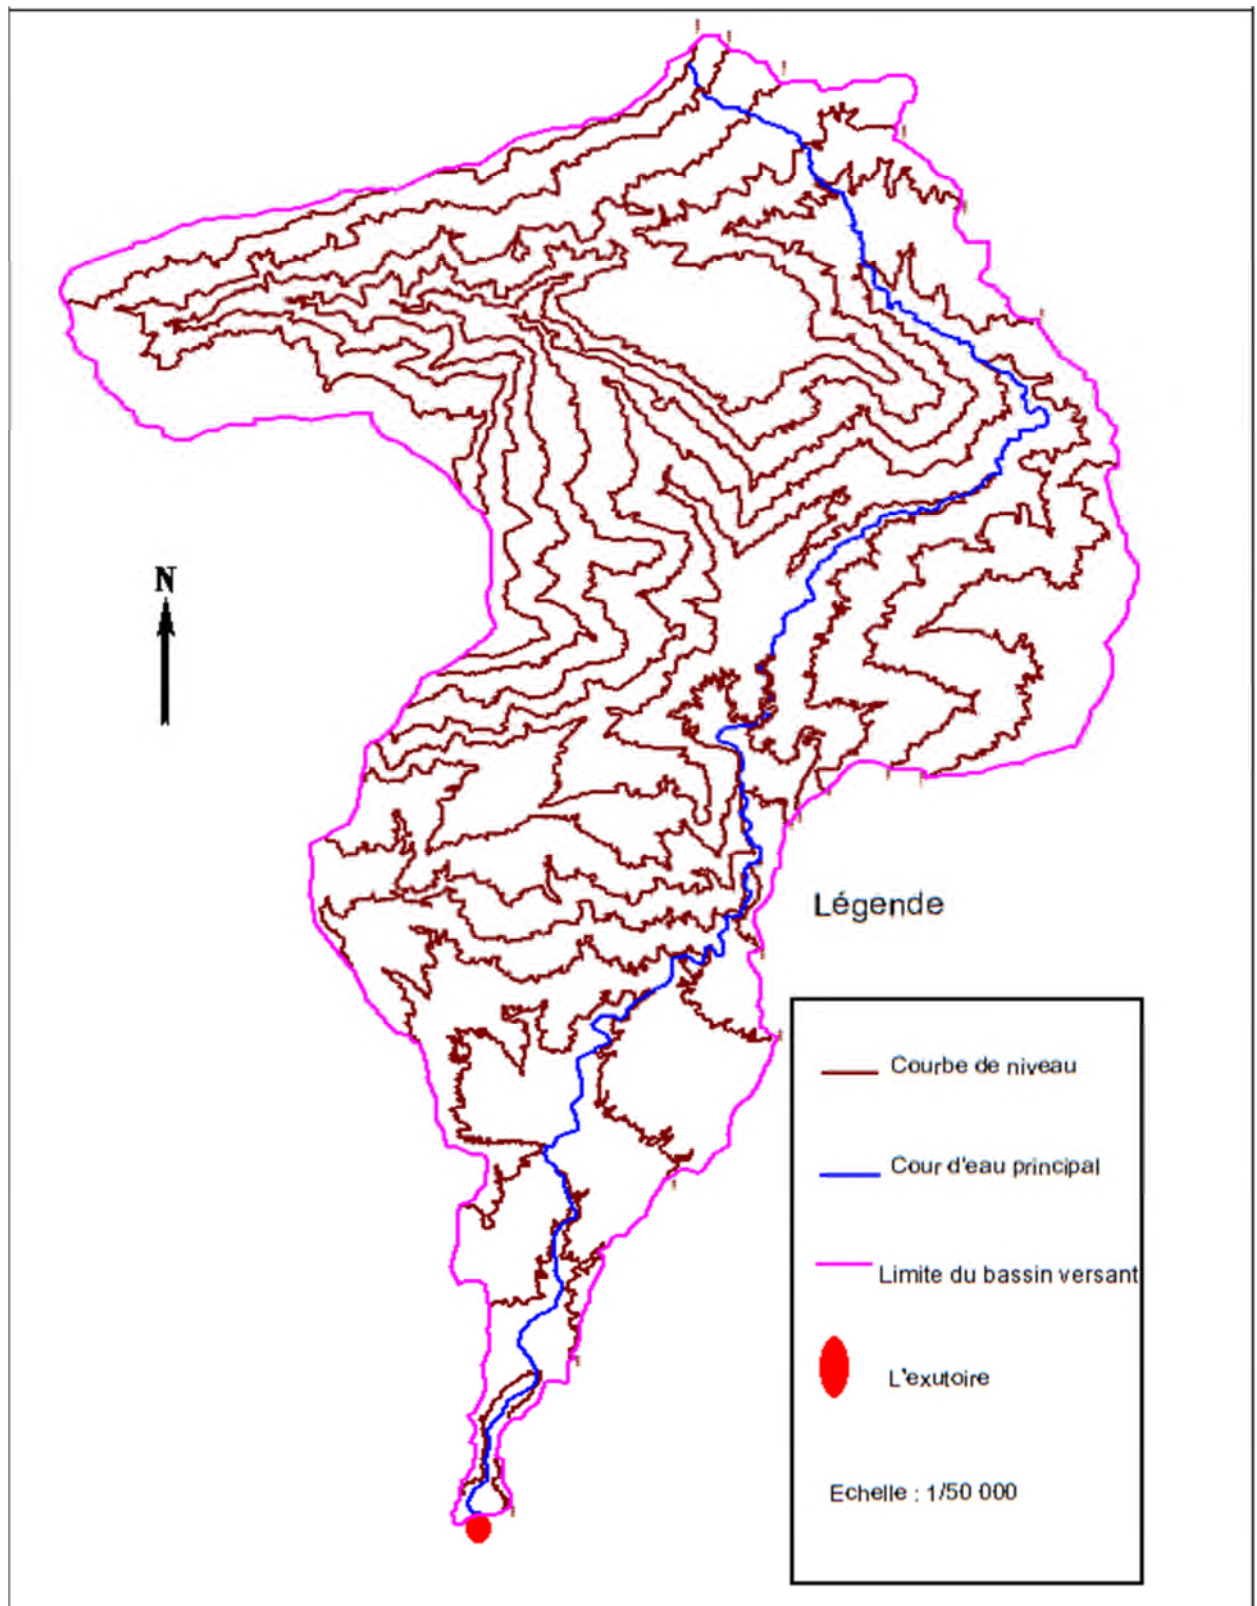 N
Légende
Courbe de niveau
Cour d'eau principal
Limite du bassin versant
L'exutoire
Echelle : 1/50 000